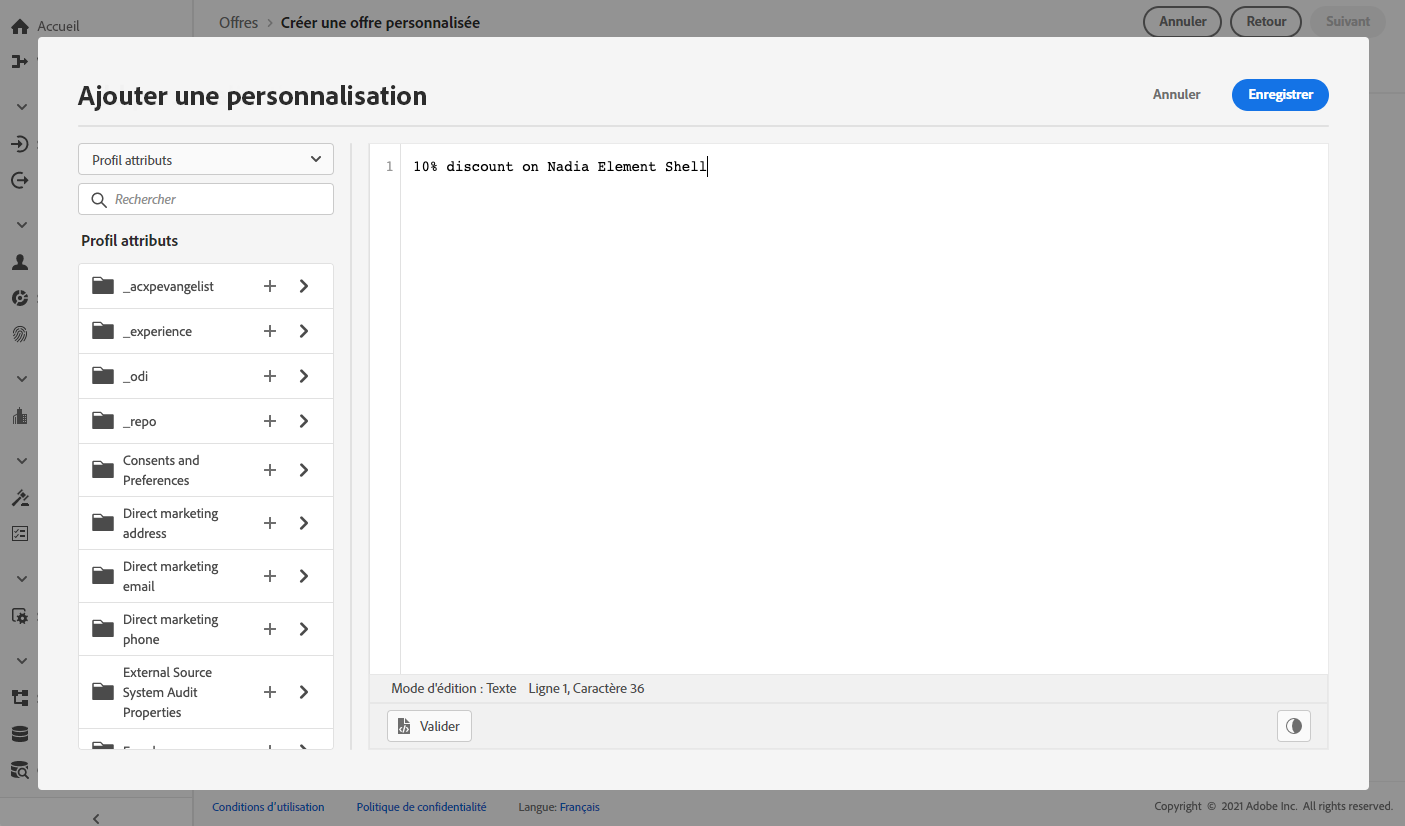 Accueil
Offres > Créer une offre personnalisée
Annuler
Retour
Suivant
Ajouter une personnalisation
Annuler
Enregistrer
Profil attributs
Rechercher
Profil attributs
_acxpevangelist
_experience
_odi
_repo
Consents and
Preferences
Direct marketing
address
Direct marketing
email
Direct marketing
phone
External Source
System Audit
Properties
1 10% discount on Nadia Element Shell
Mode d'édition : Texte Ligne 1, Caractère 36
Valider
Conditions d'utilisation
Politique de confidentialité
Langue: Français
Copyright © 2021 Adobe Inc. All rights reserved.